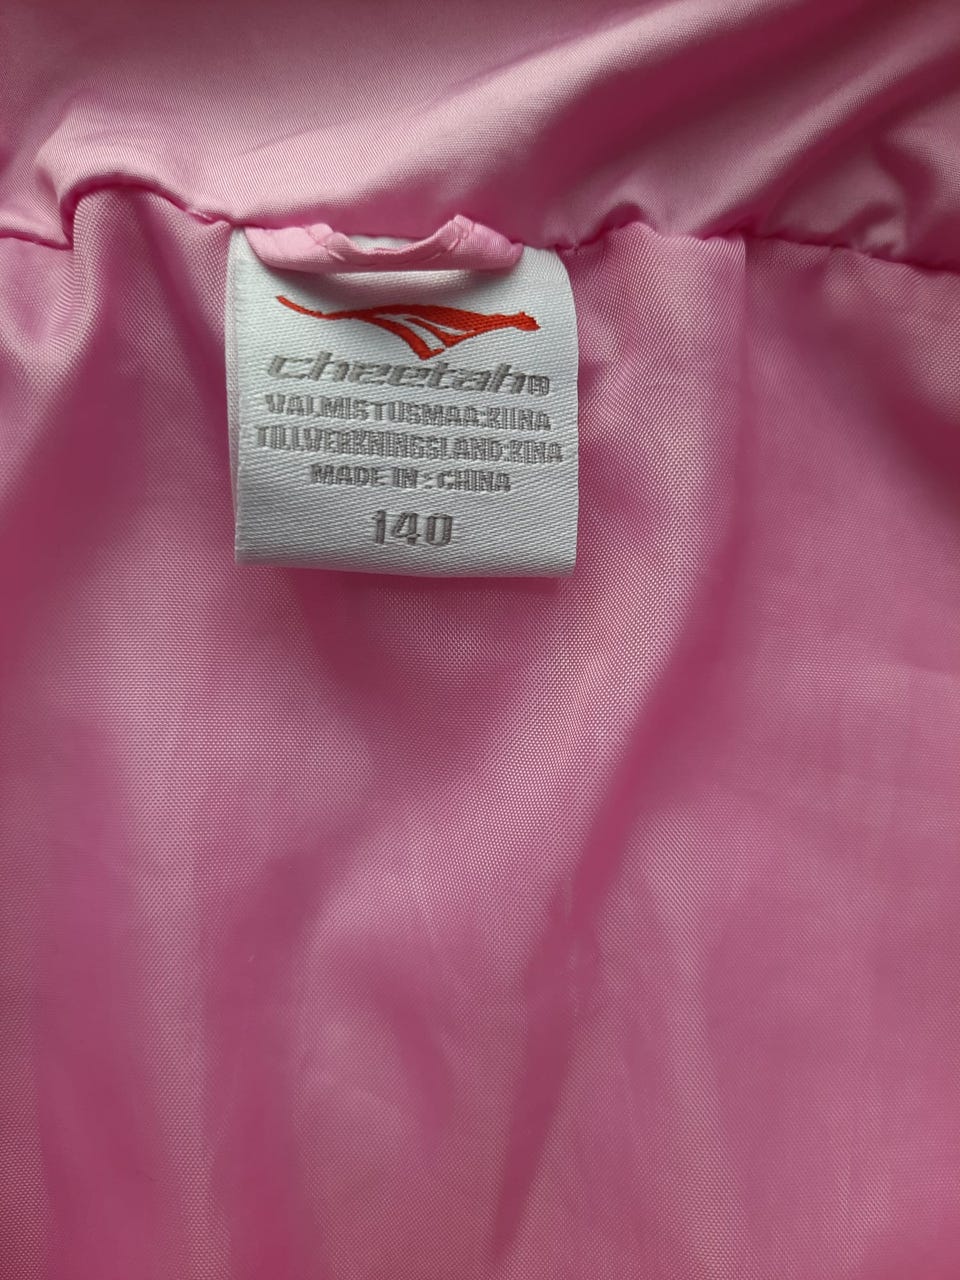 cheetah®
VALMISTUSMAA:KIINA
TILLVERKNINGSLAND:KINA
MADE IN : CHINA
140